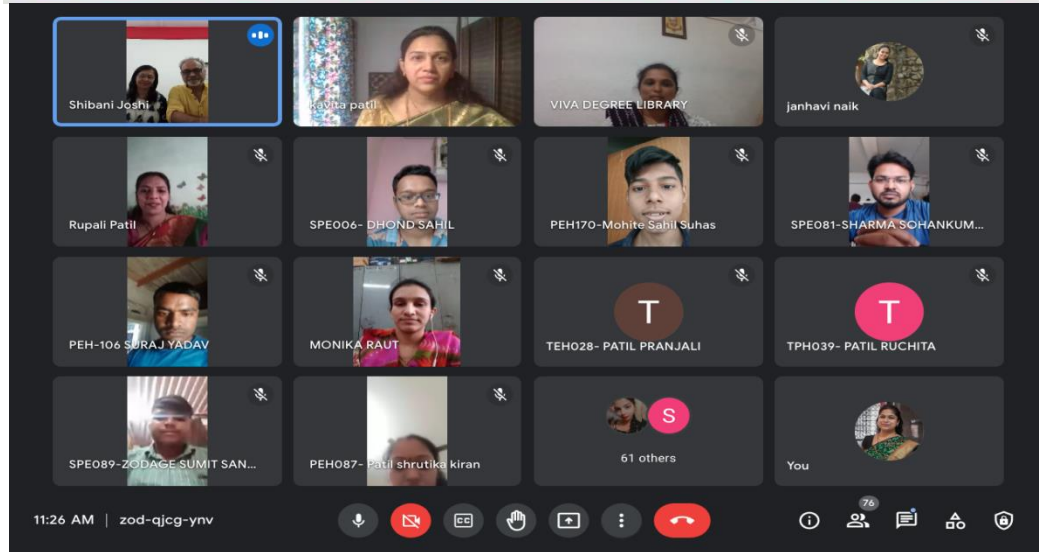 Shibani Joshi
kavita patil
VIVA DEGREE LIBRARY
janhavi naik
Rupali Patil
SPE006- DHOND SAHIL
PEH170-Mohite Sahil Suhas
SPE081-SHARMA SOHANKUM...
PEH-106 SURAJ YADAV
MONIKA RAUT
T
TEH028- PATIL PRANJALI
T
TPH039- PATIL RUCHITA
SPE089-ZODAGE SUMIT SAN...
PEH087- Patil shrutika kiran
S
61 others
You
11:26 AM | zod-qjcg-ynv
CC
76